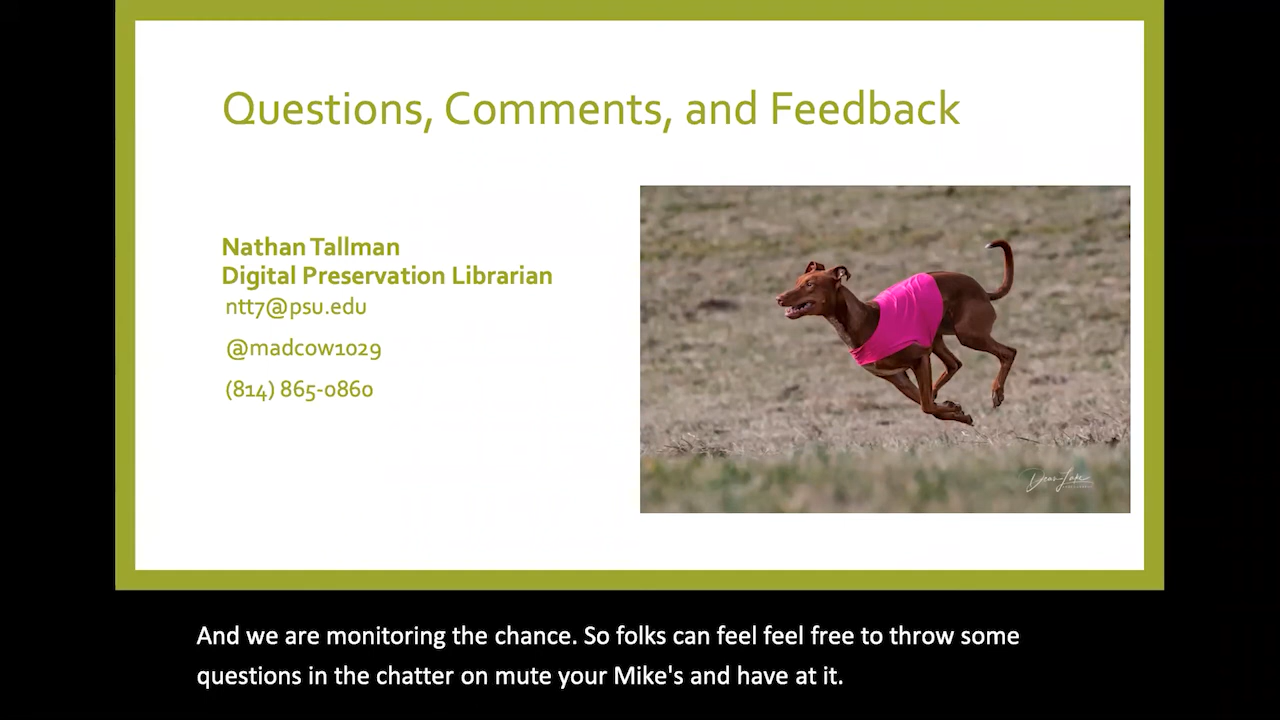 Questions, Comments, and Feedback
Nathan Tallman
Digital Preservation Librarian
ntt7@psu.edu
@madcow1029
(814) 865-0860
And we are monitoring the chance. So folks can feel feel free to throw some
questions in the chatter on mute your Mike's and have at it.